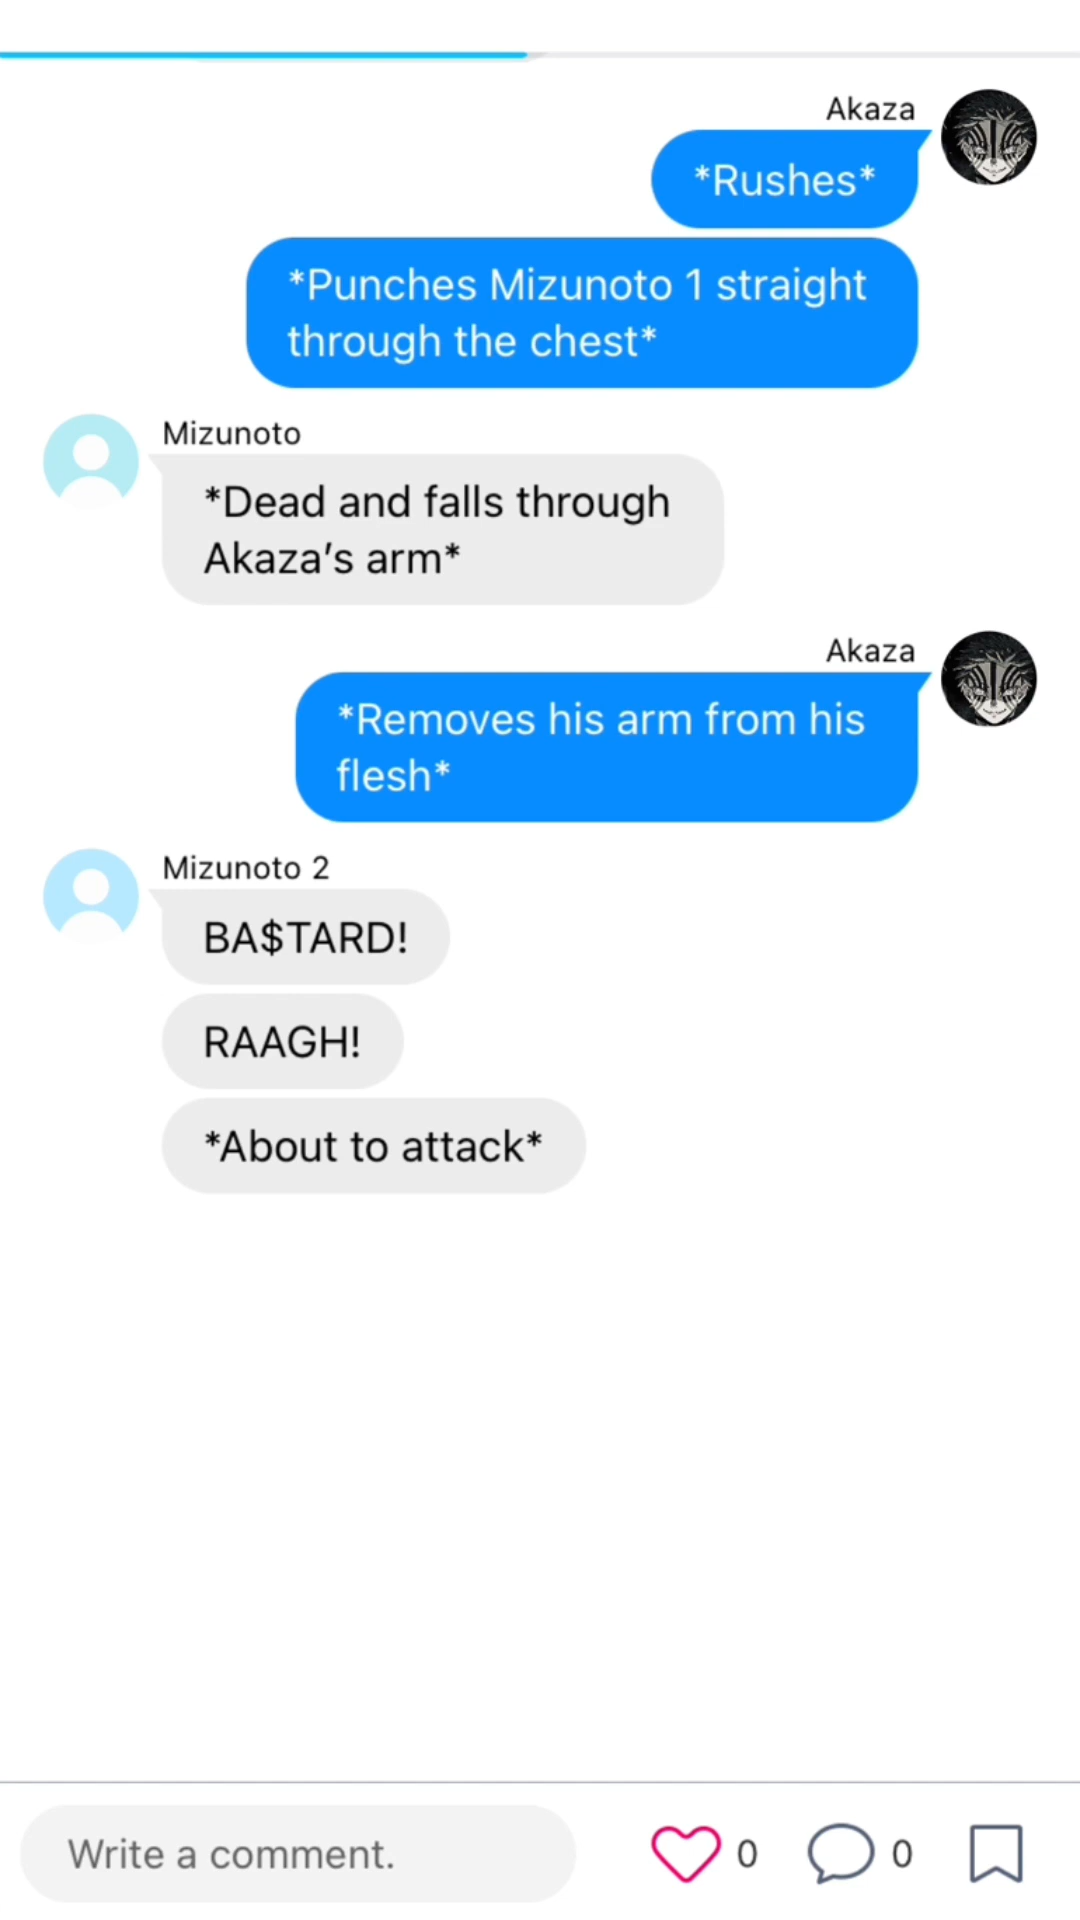 Akaza
*Rushes*
*Punches Mizunoto 1 straight
through the chest*
Mizunoto
*Dead and falls through
Akaza’s arm*
Akaza
*Removes his arm from his
flesh*
Mizunoto 2
BA$TARD!
RAAGH!
*About to attack*
Write a comment.
0
0